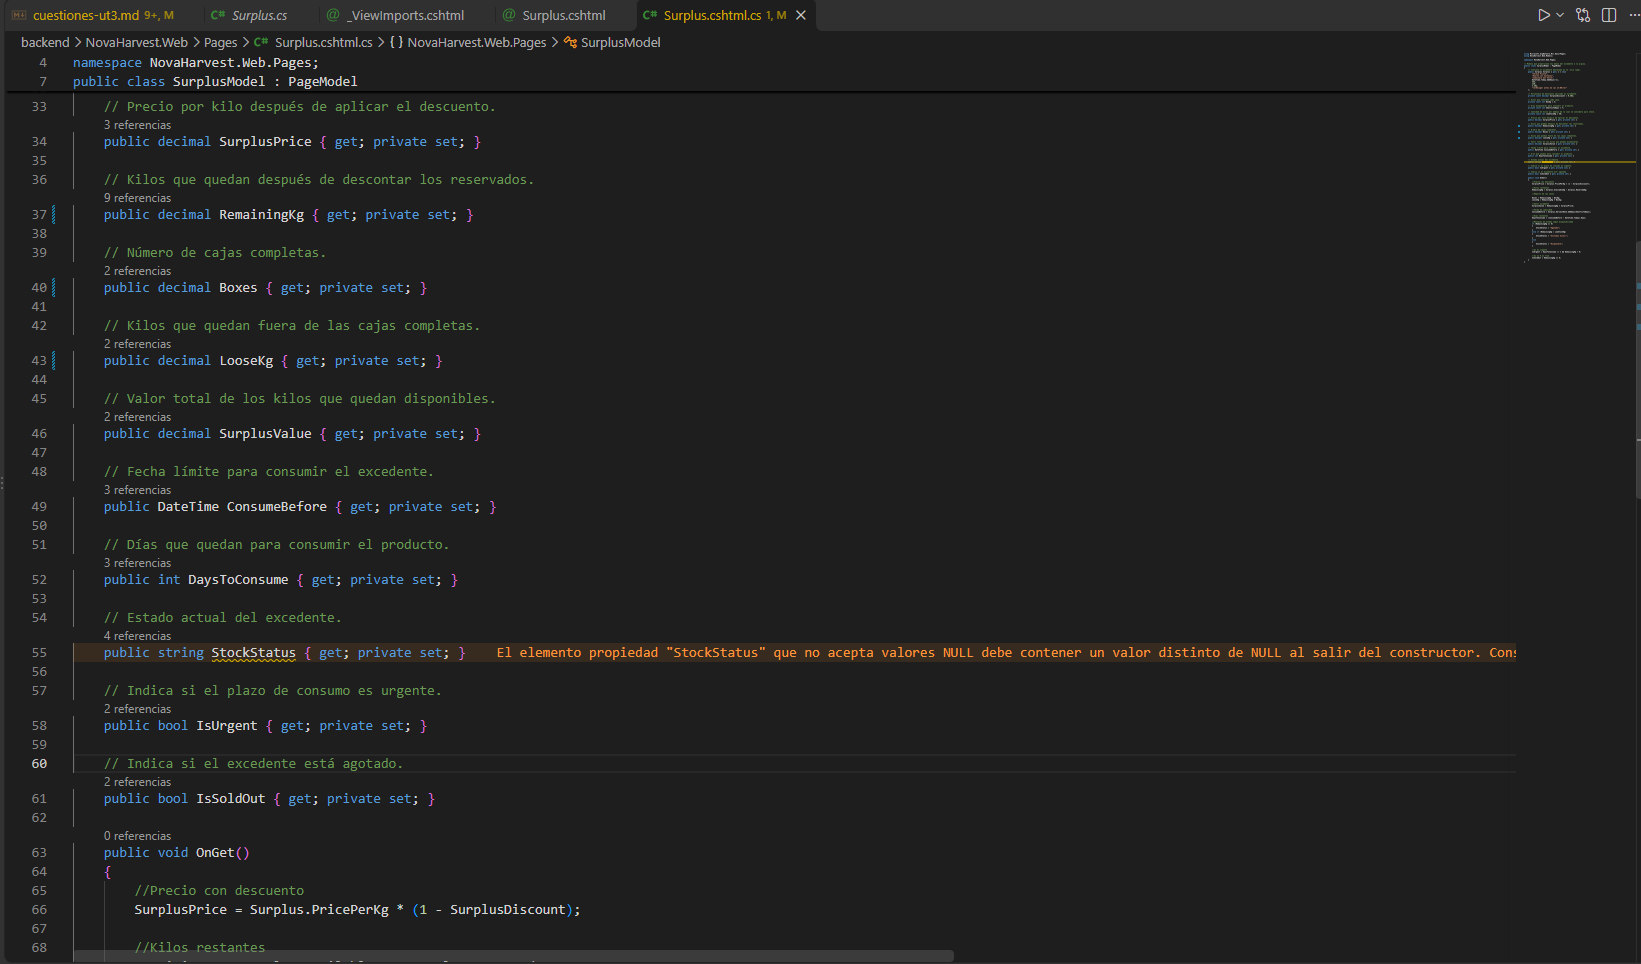 cuestiones-ut3.md 9+, M
C# Surplus.cs
@ _ViewImports.cshtml
@ Surplus.cshtml
C# Surplus.cshtml.cs 1, M
backend > NovaHarvest.Web > Pages > C# Surplus.cshtml.cs > { } NovaHarvest.Web.Pages > SurplusModel
4 namespace NovaHarvest.Web.Pages;
7 public class SurplusModel : PageModel
33 // Precio por kilo después de aplicar el descuento.
3 referencias
34 public decimal SurplusPrice { get; private set; }
35
36 // Kilos que quedan después de descontar los reservados.
9 referencias
37 public decimal RemainingKg { get; private set; }
38
39 // Número de cajas completas.
2 referencias
40 public decimal Boxes { get; private set; }
41
42 // Kilos que quedan fuera de las cajas completas.
2 referencias
43 public decimal LooseKg { get; private set; }
44
45 // Valor total de los kilos que quedan disponibles.
2 referencias
46 public decimal SurplusValue { get; private set; }
47
48 // Fecha límite para consumir el excedente.
3 referencias
49 public DateTime ConsumeBefore { get; private set; }
50
51 // Días que quedan para consumir el producto.
3 referencias
52 public int DaysToConsume { get; private set; }
53
54 // Estado actual del excedente.
4 referencias
55 public string StockStatus { get; private set; } El elemento propiedad "StockStatus" que no acepta valores NULL debe contener un valor distinto de NULL al salir del constructor. Cons
56
57 // Indica si el plazo de consumo es urgente.
2 referencias
58 public bool IsUrgent { get; private set; }
59
60 // Indica si el excedente está agotado.
2 referencias
61 public bool IsSoldOut { get; private set; }
62
0 referencias
63 public void OnGet()
64 {
65 //Precio con descuento
66 SurplusPrice = Surplus.PricePerKg * (1 - SurplusDiscount);
67
68 //Kilos restantes